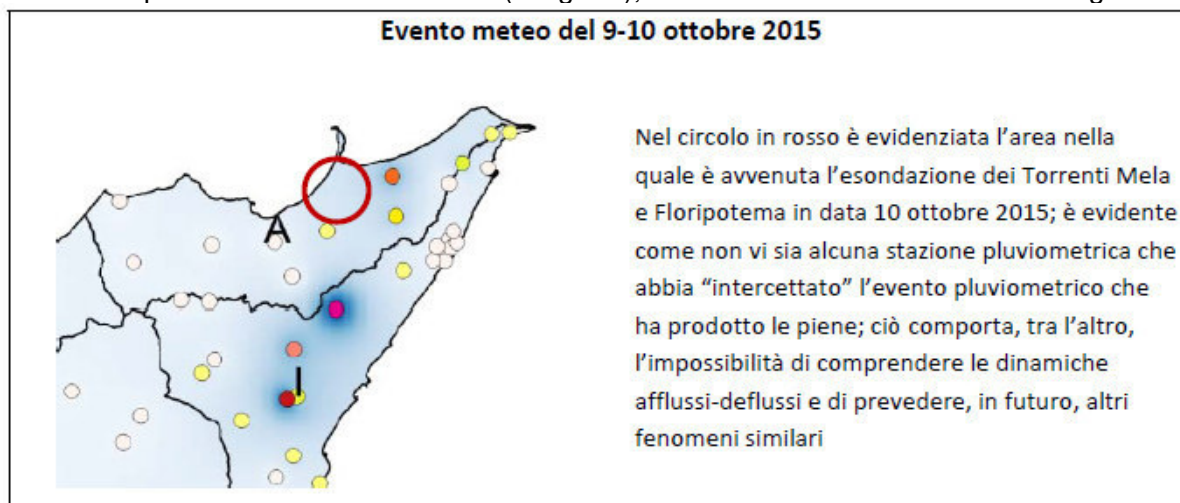 Evento meteo del 9-10 ottobre 2015
Nel circolo in rosso è evidenziata l'area nella
quale è avvenuta l'esondazione dei Torrenti Mela
e Floripotema in data 10 ottobre 2015; è evidente
come non vi sia alcuna stazione pluviometrica che
abbia “intercettato” l'evento pluviometrico che
ha prodotto le piene; ciò comporta, tra l'altro,
l'impossibilità di comprendere le dinamiche
afflussi-deflussi e di prevedere, in futuro, altri
fenomeni similari
A
I